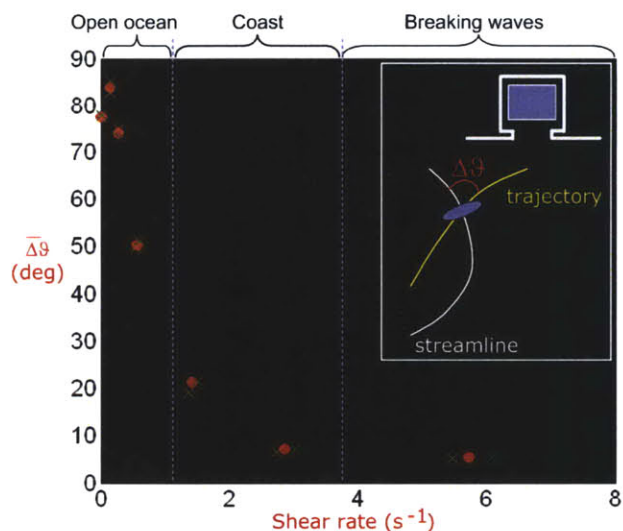 Open ocean Coast Breaking waves
90
80
70
60
50
40
30
20
10
0
Δϑ
(deg)
Δϑ
trajectory
streamline
0 2 4 6 8
Shear rate (s⁻¹)